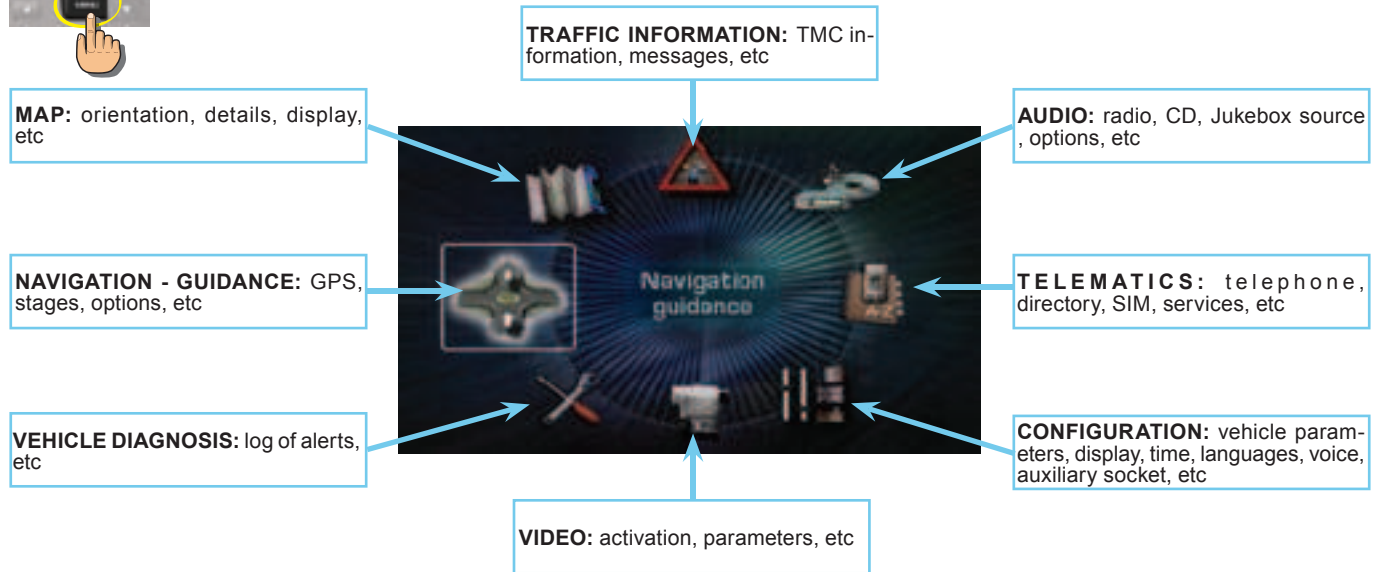 TRAFFIC INFORMATION: TMC in-
formation, messages, etc
MAP: orientation, details, display,
etc
AUDIO: radio, CD, Jukebox source
, options, etc
NAVIGATION - GUIDANCE: GPS,
stages, options, etc
Navigation
guidance
TELEMATICS: telephone,
directory, SIM, services, etc
VEHICLE DIAGNOSIS: log of alerts,
etc
CONFIGURATION: vehicle param-
eters, display, time, languages, voice,
auxiliary socket, etc
VIDEO: activation, parameters, etc